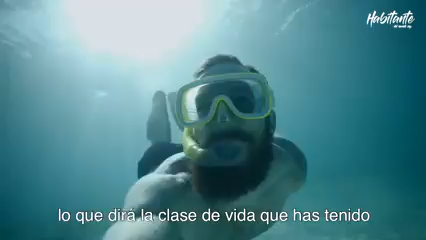 Habitante
lo que dirá la clase de vida que has tenido